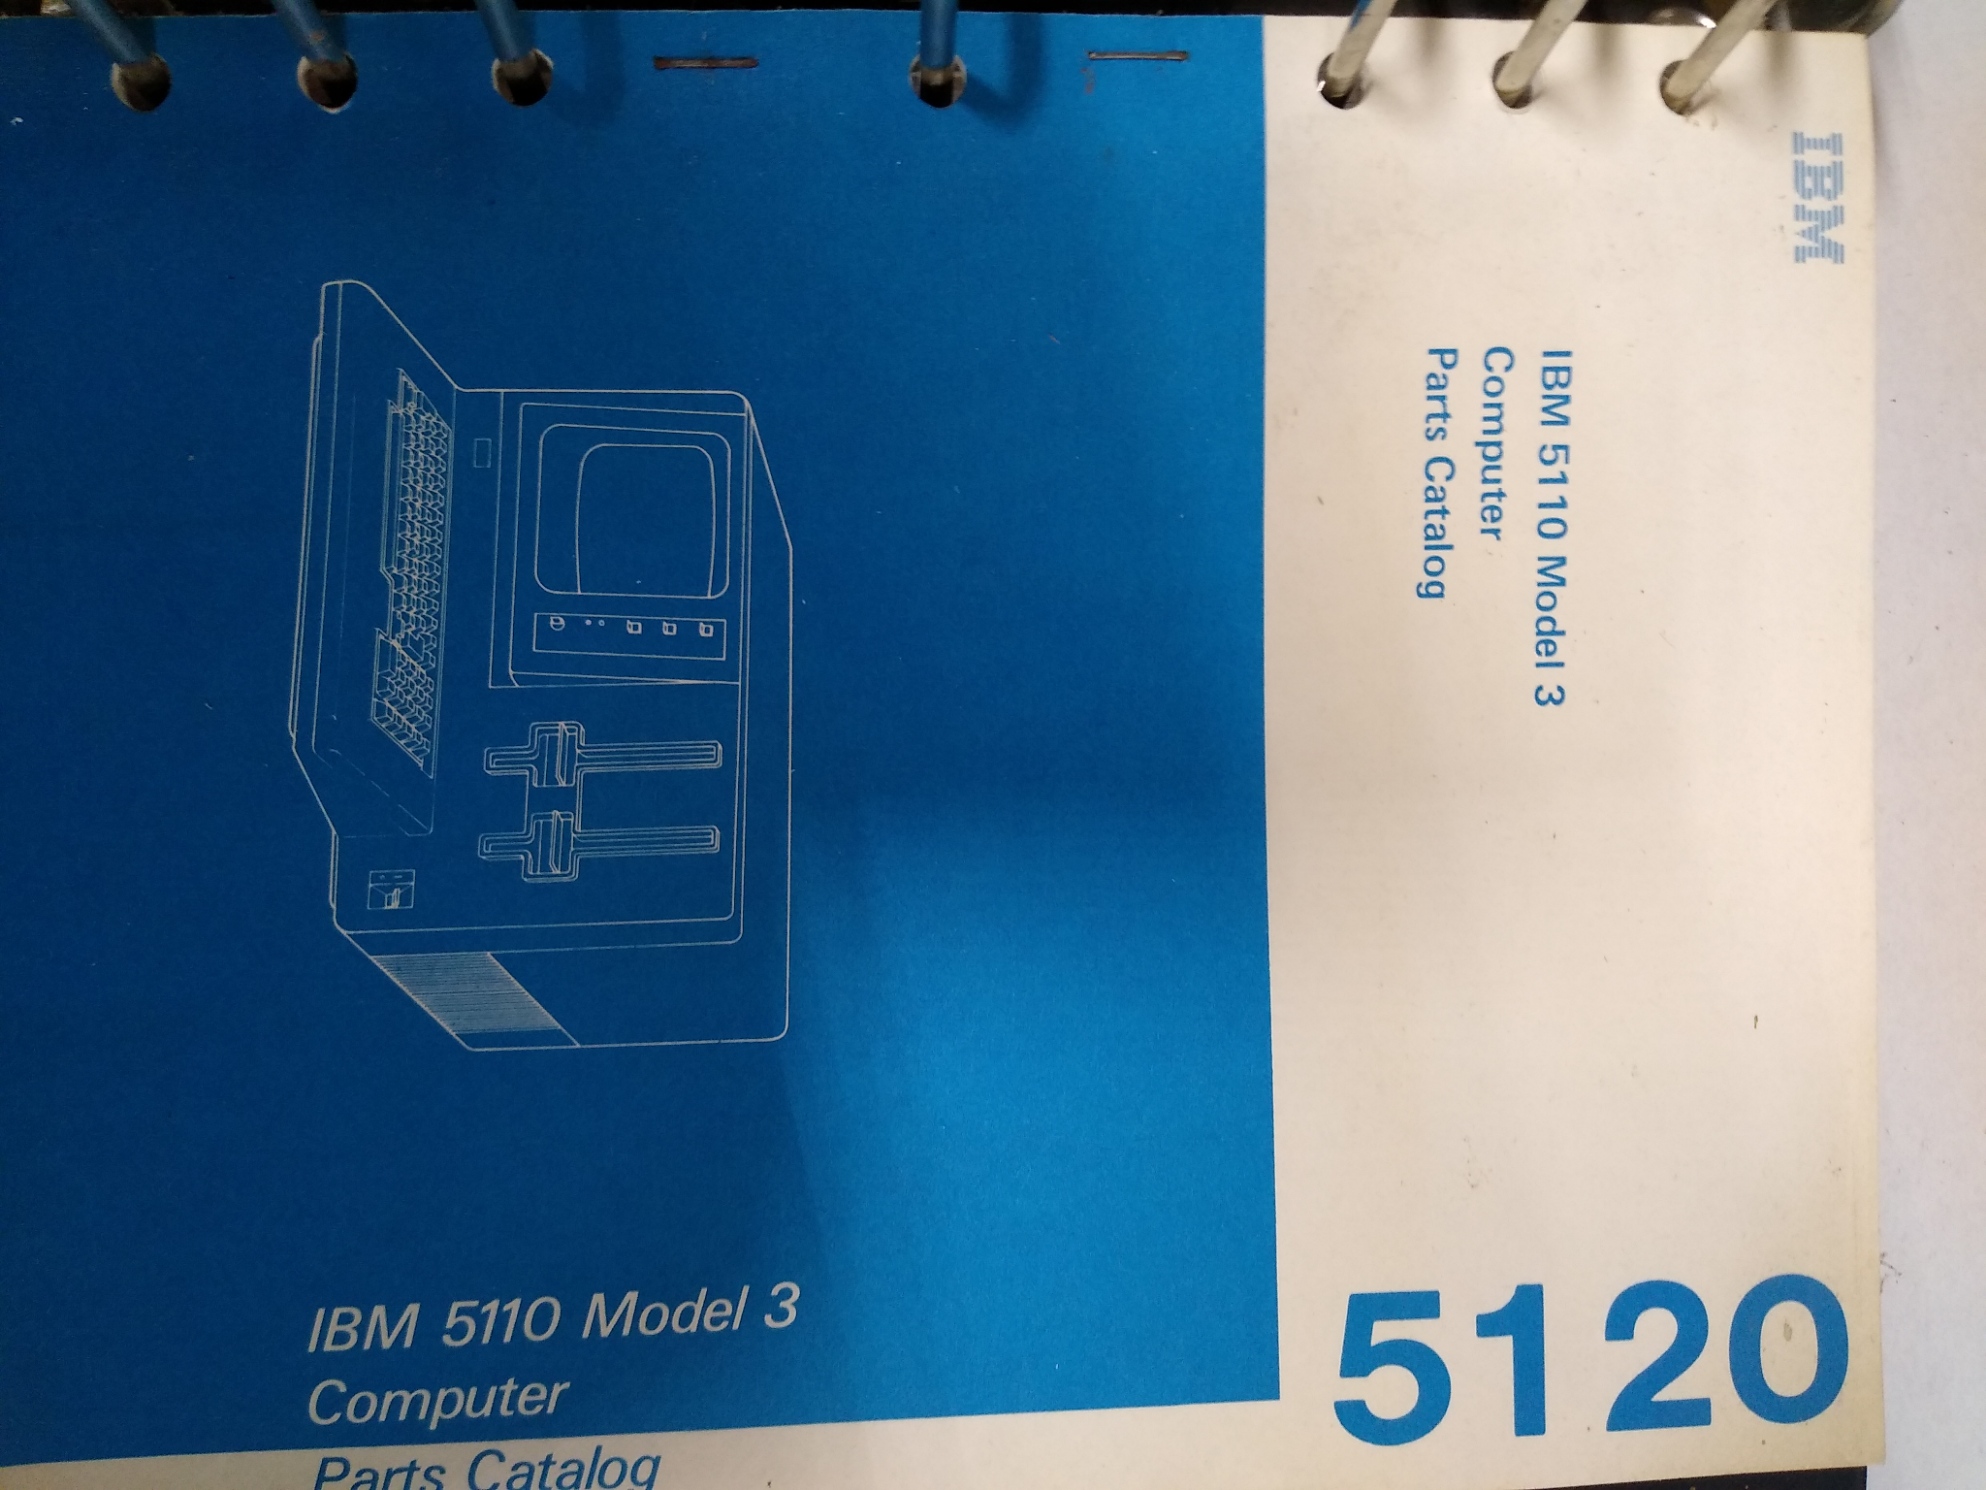 IBM
IBM 5110 Model 3
Computer
Parts Catalog
5120
IBM 5110 Model 3
Computer
Parts Catalog